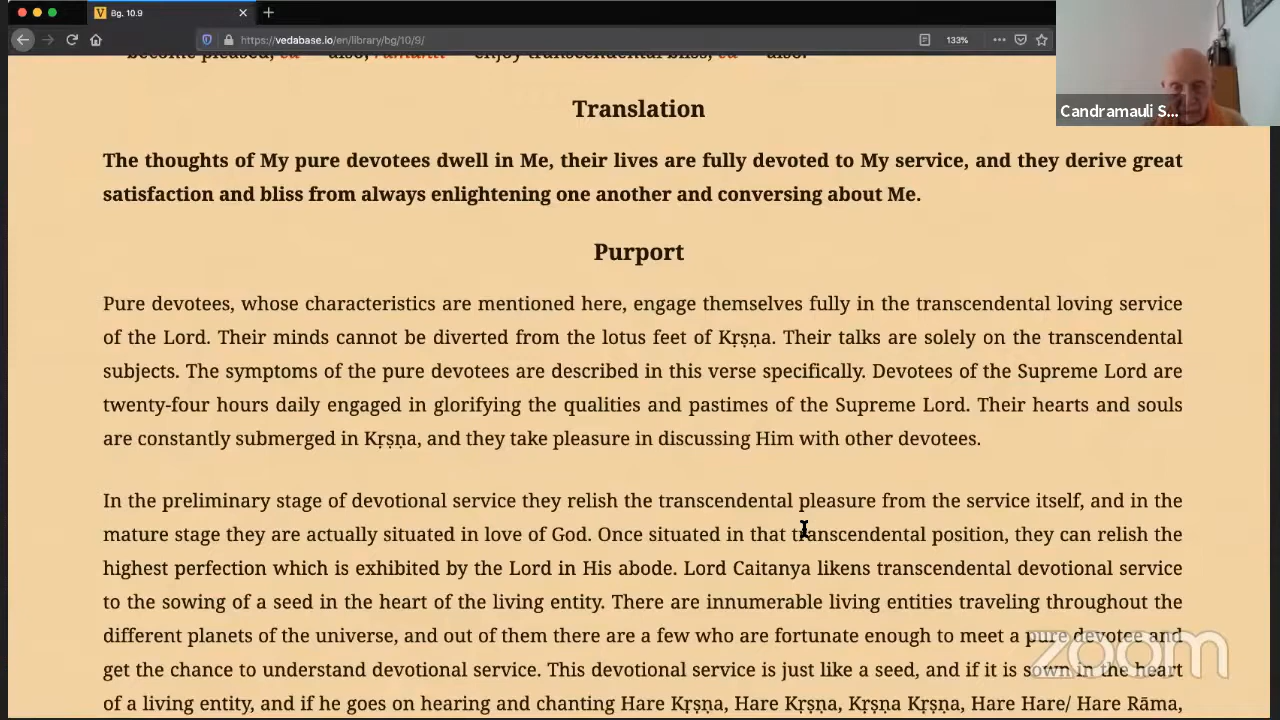 Bg. 10.9
https://vedabase.io/en/library/bg/10/9/
133%
become pleased; ca — also; ramanti — enjoy transcendental bliss; ca — also.
Candramauli S...
Translation
The thoughts of My pure devotees dwell in Me, their lives are fully devoted to My service, and they derive great
satisfaction and bliss from always enlightening one another and conversing about Me.
Purport
Pure devotees, whose characteristics are mentioned here, engage themselves fully in the transcendental loving service
of the Lord. Their minds cannot be diverted from the lotus feet of Kṛṣṇa. Their talks are solely on the transcendental
subjects. The symptoms of the pure devotees are described in this verse specifically. Devotees of the Supreme Lord are
twenty-four hours daily engaged in glorifying the qualities and pastimes of the Supreme Lord. Their hearts and souls
are constantly submerged in Kṛṣṇa, and they take pleasure in discussing Him with other devotees.
In the preliminary stage of devotional service they relish the transcendental pleasure from the service itself, and in the
mature stage they are actually situated in love of God. Once situated in that transcendental position, they can relish the
highest perfection which is exhibited by the Lord in His abode. Lord Caitanya likens transcendental devotional service
to the sowing of a seed in the heart of the living entity. There are innumerable living entities traveling throughout the
different planets of the universe, and out of them there are a few who are fortunate enough to meet a pure devotee and
get the chance to understand devotional service. This devotional service is just like a seed, and if it is sown in the heart
of a living entity, and if he goes on hearing and chanting Hare Kṛṣṇa, Hare Kṛṣṇa, Kṛṣṇa Kṛṣṇa, Hare Hare/ Hare Rāma,
zoom